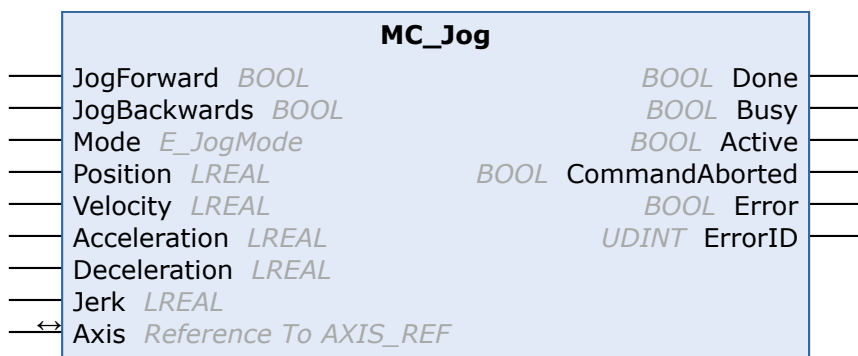 MC_Jog
JogForward BOOL BOOL Done
JogBackwards BOOL BOOL Busy
Mode E_JogMode BOOL Active
Position LREAL BOOL CommandAborted
Velocity LREAL BOOL Error
Acceleration LREAL UDINT ErrorID
Deceleration LREAL
Jerk LREAL
↔ Axis Reference To AXIS_REF